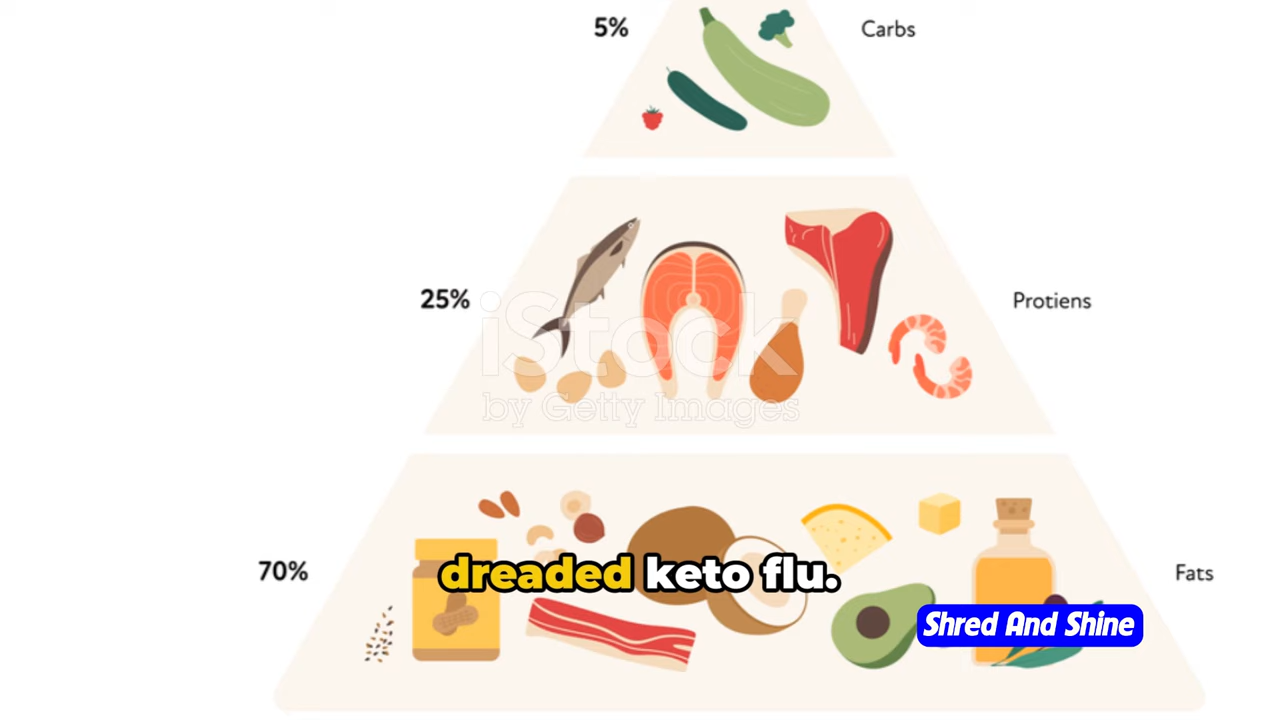 5%
Carbs
25%
Protiens
iStock
by Getty Images
70%
dreaded keto flu.
Fats
Shred And Shine